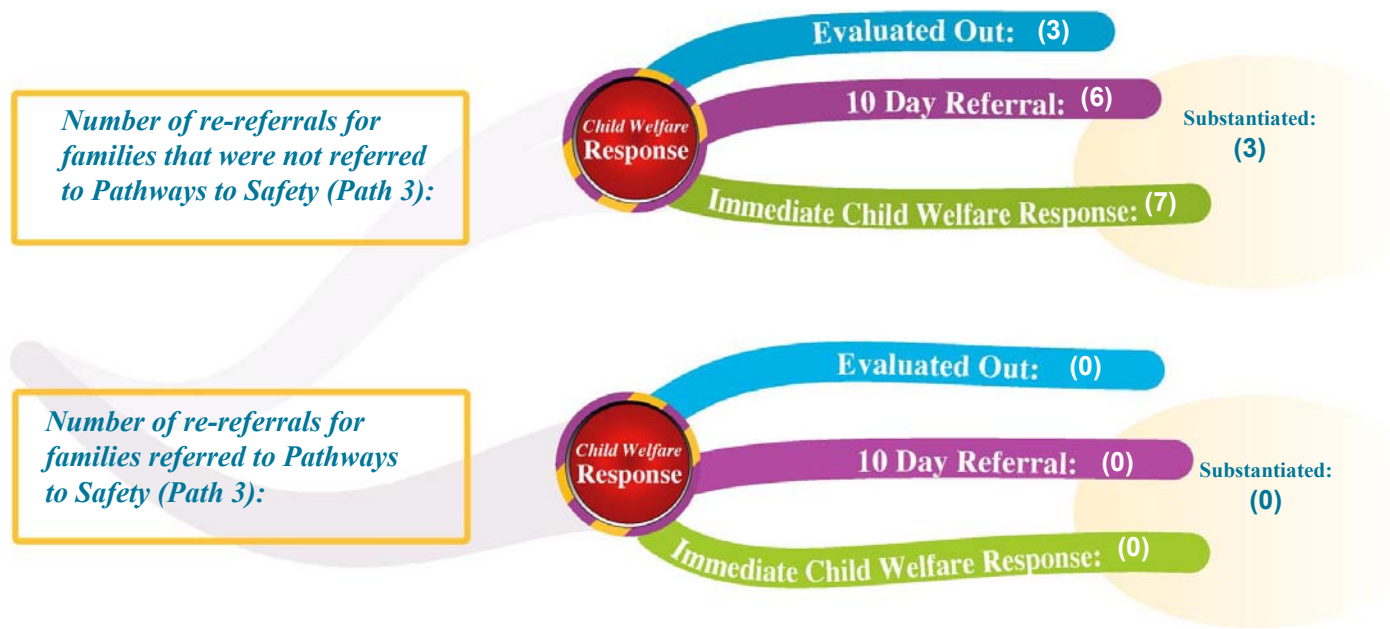 Number of re-referrals for
families that were not referred
to Pathways to Safety (Path 3):
Child Welfare
Response
Evaluated Out: (3)
10 Day Referral: (6)
Immediate Child Welfare Response: (7)
Substantiated:
(3)
Number of re-referrals for
families referred to Pathways
to Safety (Path 3):
Child Welfare
Response
Evaluated Out: (0)
10 Day Referral: (0)
Immediate Child Welfare Response: (0)
Substantiated:
(0)